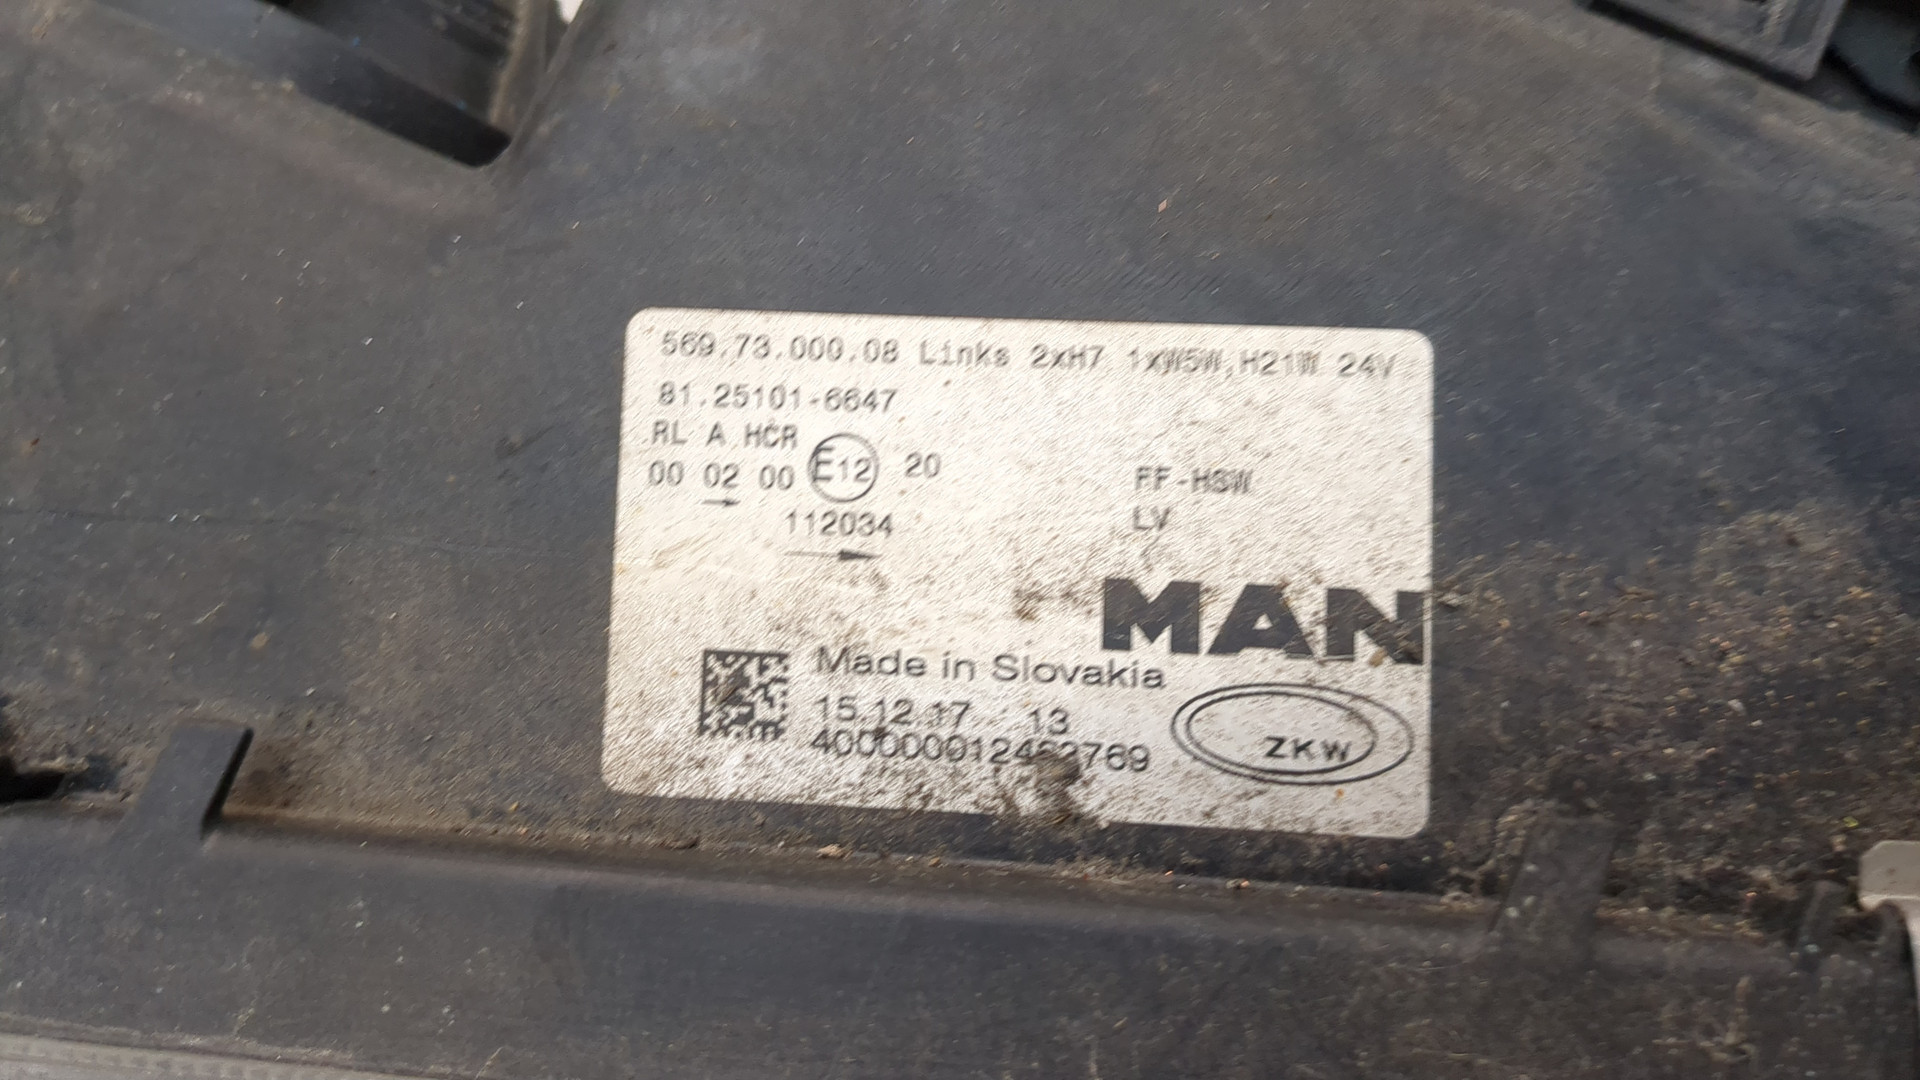 569.73.000.08 Links 2xH7 1xW5W,H21W 24V
81.25101-6647
RL A HCR
00 02 00 E12 20
FF-HSW
112034
LV
MAN
Made in Slovakia
15.12.17 13
ZKW